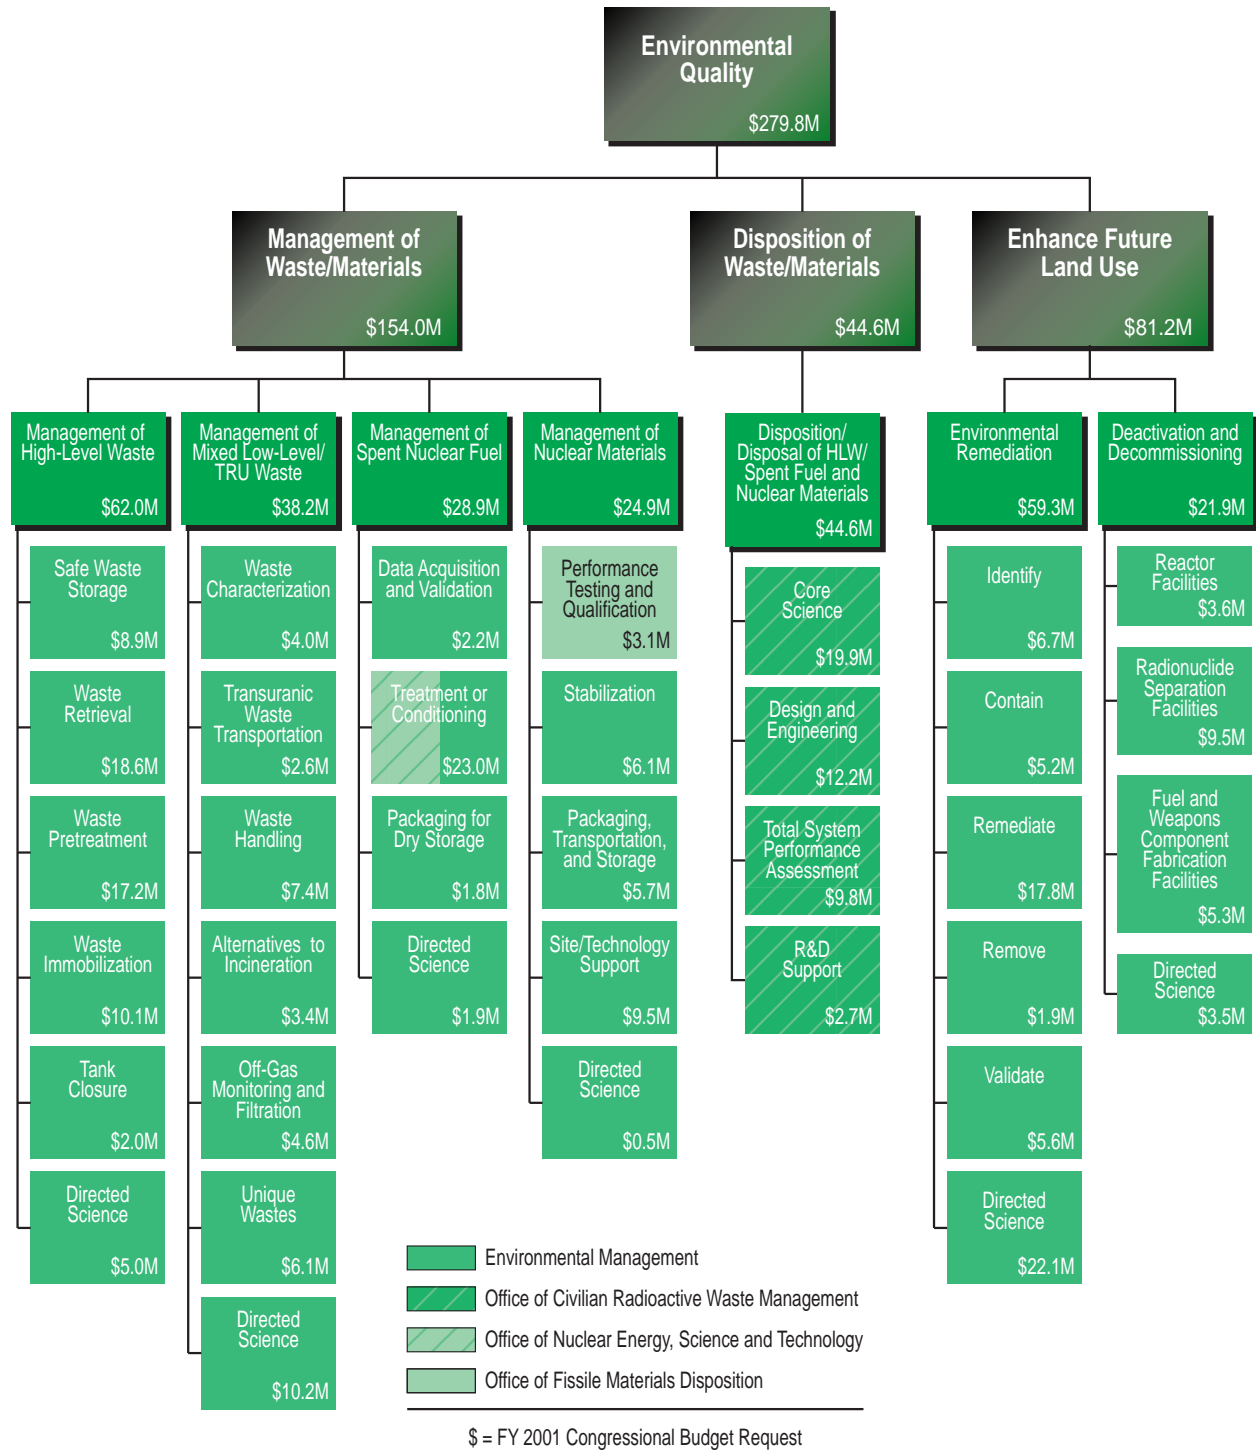 Environmental
Quality
$279.8M
Management of
Waste/Materials
$154.0M
Disposition of
Waste/Materials
$44.6M
Enhance Future
Land Use
$81.2M
Management of
High-Level Waste
$62.0M
Safe Waste
Storage
$8.9M
Waste
Retrieval
$18.6M
Waste
Pretreatment
$17.2M
Waste
Immobilization
$10.1M
Tank
Closure
$2.0M
Directed
Science
$5.0M
Management of
Mixed Low-Level/
TRU Waste
$38.2M
Waste
Characterization
$4.0M
Transuranic
Waste
Transportation
$2.6M
Waste
Handling
$7.4M
Alternatives to
Incineration
$3.4M
Off-Gas
Monitoring and
Filtration
$4.6M
Unique
Wastes
$6.1M
Directed
Science
$10.2M
Management of
Spent Nuclear Fuel
$28.9M
Data Acquisition
and Validation
$2.2M
Treatment or
Conditioning
$23.0M
Packaging for
Dry Storage
$1.8M
Directed
Science
$1.9M
Management of
Nuclear Materials
$24.9M
Performance
Testing and
Qualification
$3.1M
Stabilization
$6.1M
Packaging,
Transportation,
and Storage
$5.7M
Site/Technology
Support
$9.5M
Directed
Science
$0.5M
Disposition/
Disposal of HLW/
Spent Fuel and
Nuclear Materials
$44.6M
Core
Science
$19.9M
Design and
Engineering
$12.2M
Total System
Performance
Assessment
$9.8M
R&D
Support
$2.7M
Environmental
Remediation
$59.3M
Identify
$6.7M
Contain
$5.2M
Remediate
$17.8M
Remove
$1.9M
Validate
$5.6M
Directed
Science
$22.1M
Deactivation and
Decommissioning
$21.9M
Reactor
Facilities
$3.6M
Radionuclide
Separation
Facilities
$9.5M
Fuel and
Weapons
Component
Fabrication
Facilities
$5.3M
Directed
Science
$3.5M
Environmental Management
Office of Civilian Radioactive Waste Management
Office of Nuclear Energy, Science and Technology
Office of Fissile Materials Disposition
$ = FY 2001 Congressional Budget Request